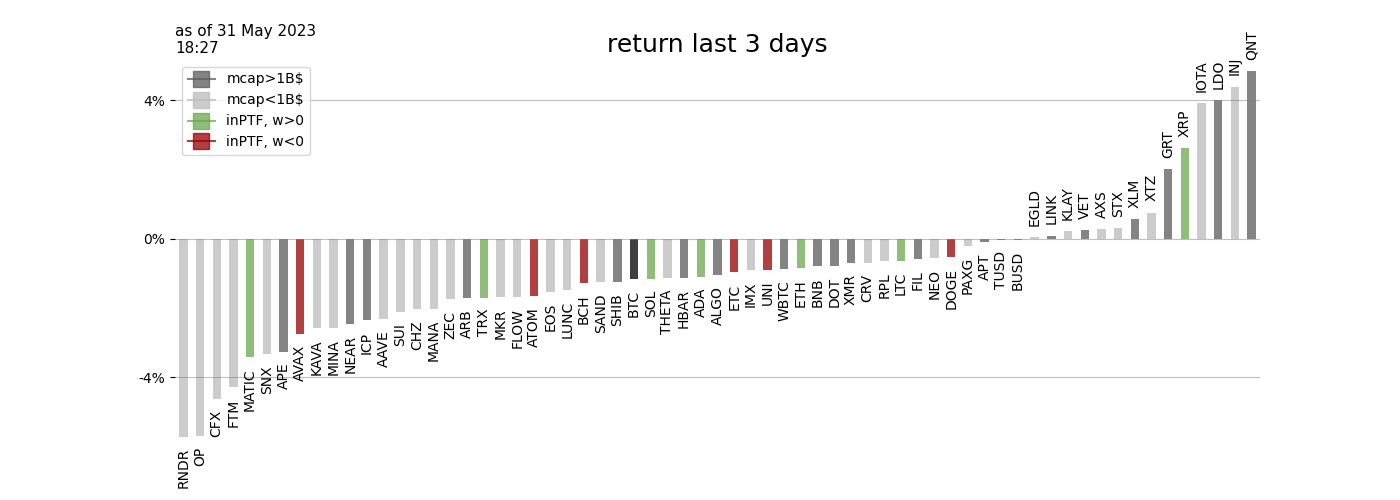 as of 31 May 2023
18:27
return last 3 days
mcap>1B$
mcap<1B$
inPTF, w>0
inPTF, w<0
4%
0%
-4%
RNDR
OP
CFX
FTM
MATIC
SNX
APE
AVAX
KAVA
MINA
NEAR
ICP
AAVE
SUI
CHZ
MANA
ZEC
ARB
TRX
MKR
FLOW
ATOM
EOS
LUNC
BCH
SAND
SHIB
BTC
SOL
THETA
HBAR
ADA
ALGO
ETC
IMX
UNI
WBTC
ETH
BNB
DOT
XMR
CRV
RPL
LTC
FIL
NEO
DOGE
PAXG
APT
TUSD
BUSD
EGLD
LINK
KLAY
VET
AXS
STX
XLM
XTZ
GRT
XRP
IOTA
LDO
INJ
QNT